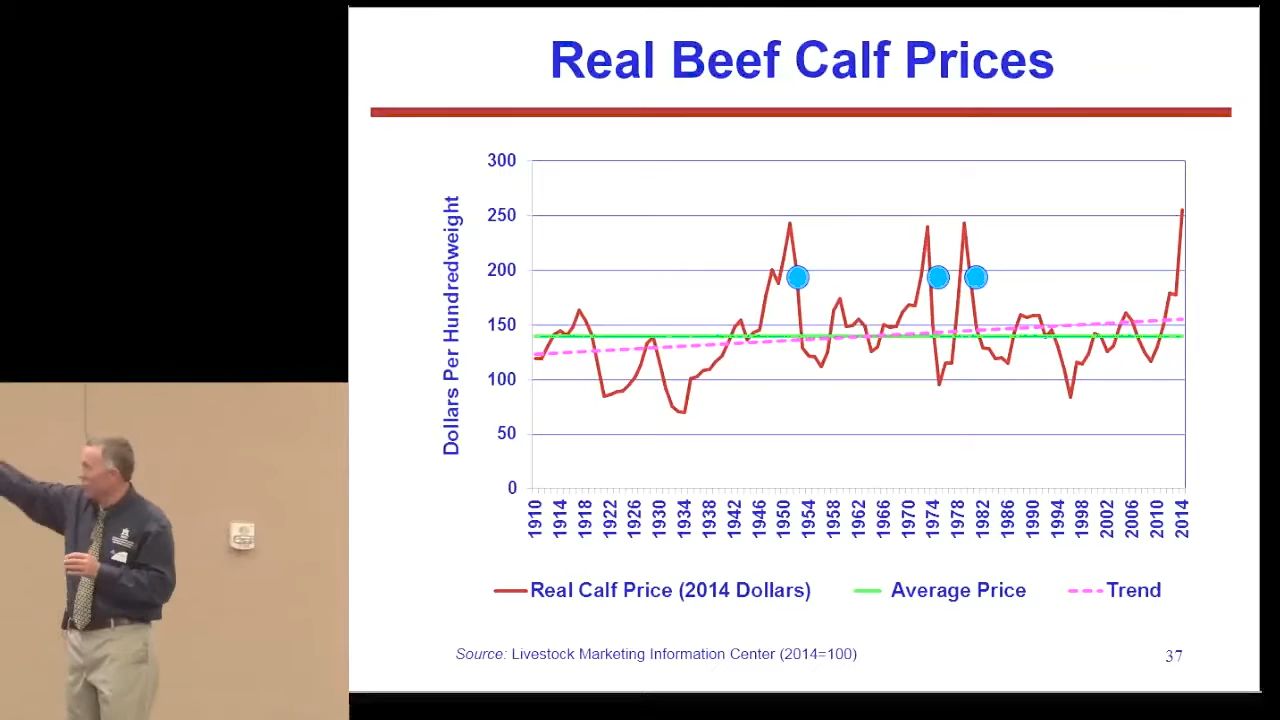 Real Beef Calf Prices
Dollars Per Hundredweight
300
250
200
150
100
50
0
1910 1914 1918 1922 1926 1930 1934 1938 1942 1946 1950 1954 1958 1962 1966 1970 1974 1978 1982 1986 1990 1994 1998 2002 2006 2010 2014
Real Calf Price (2014 Dollars) Average Price Trend
Source: Livestock Marketing Information Center (2014=100)
37